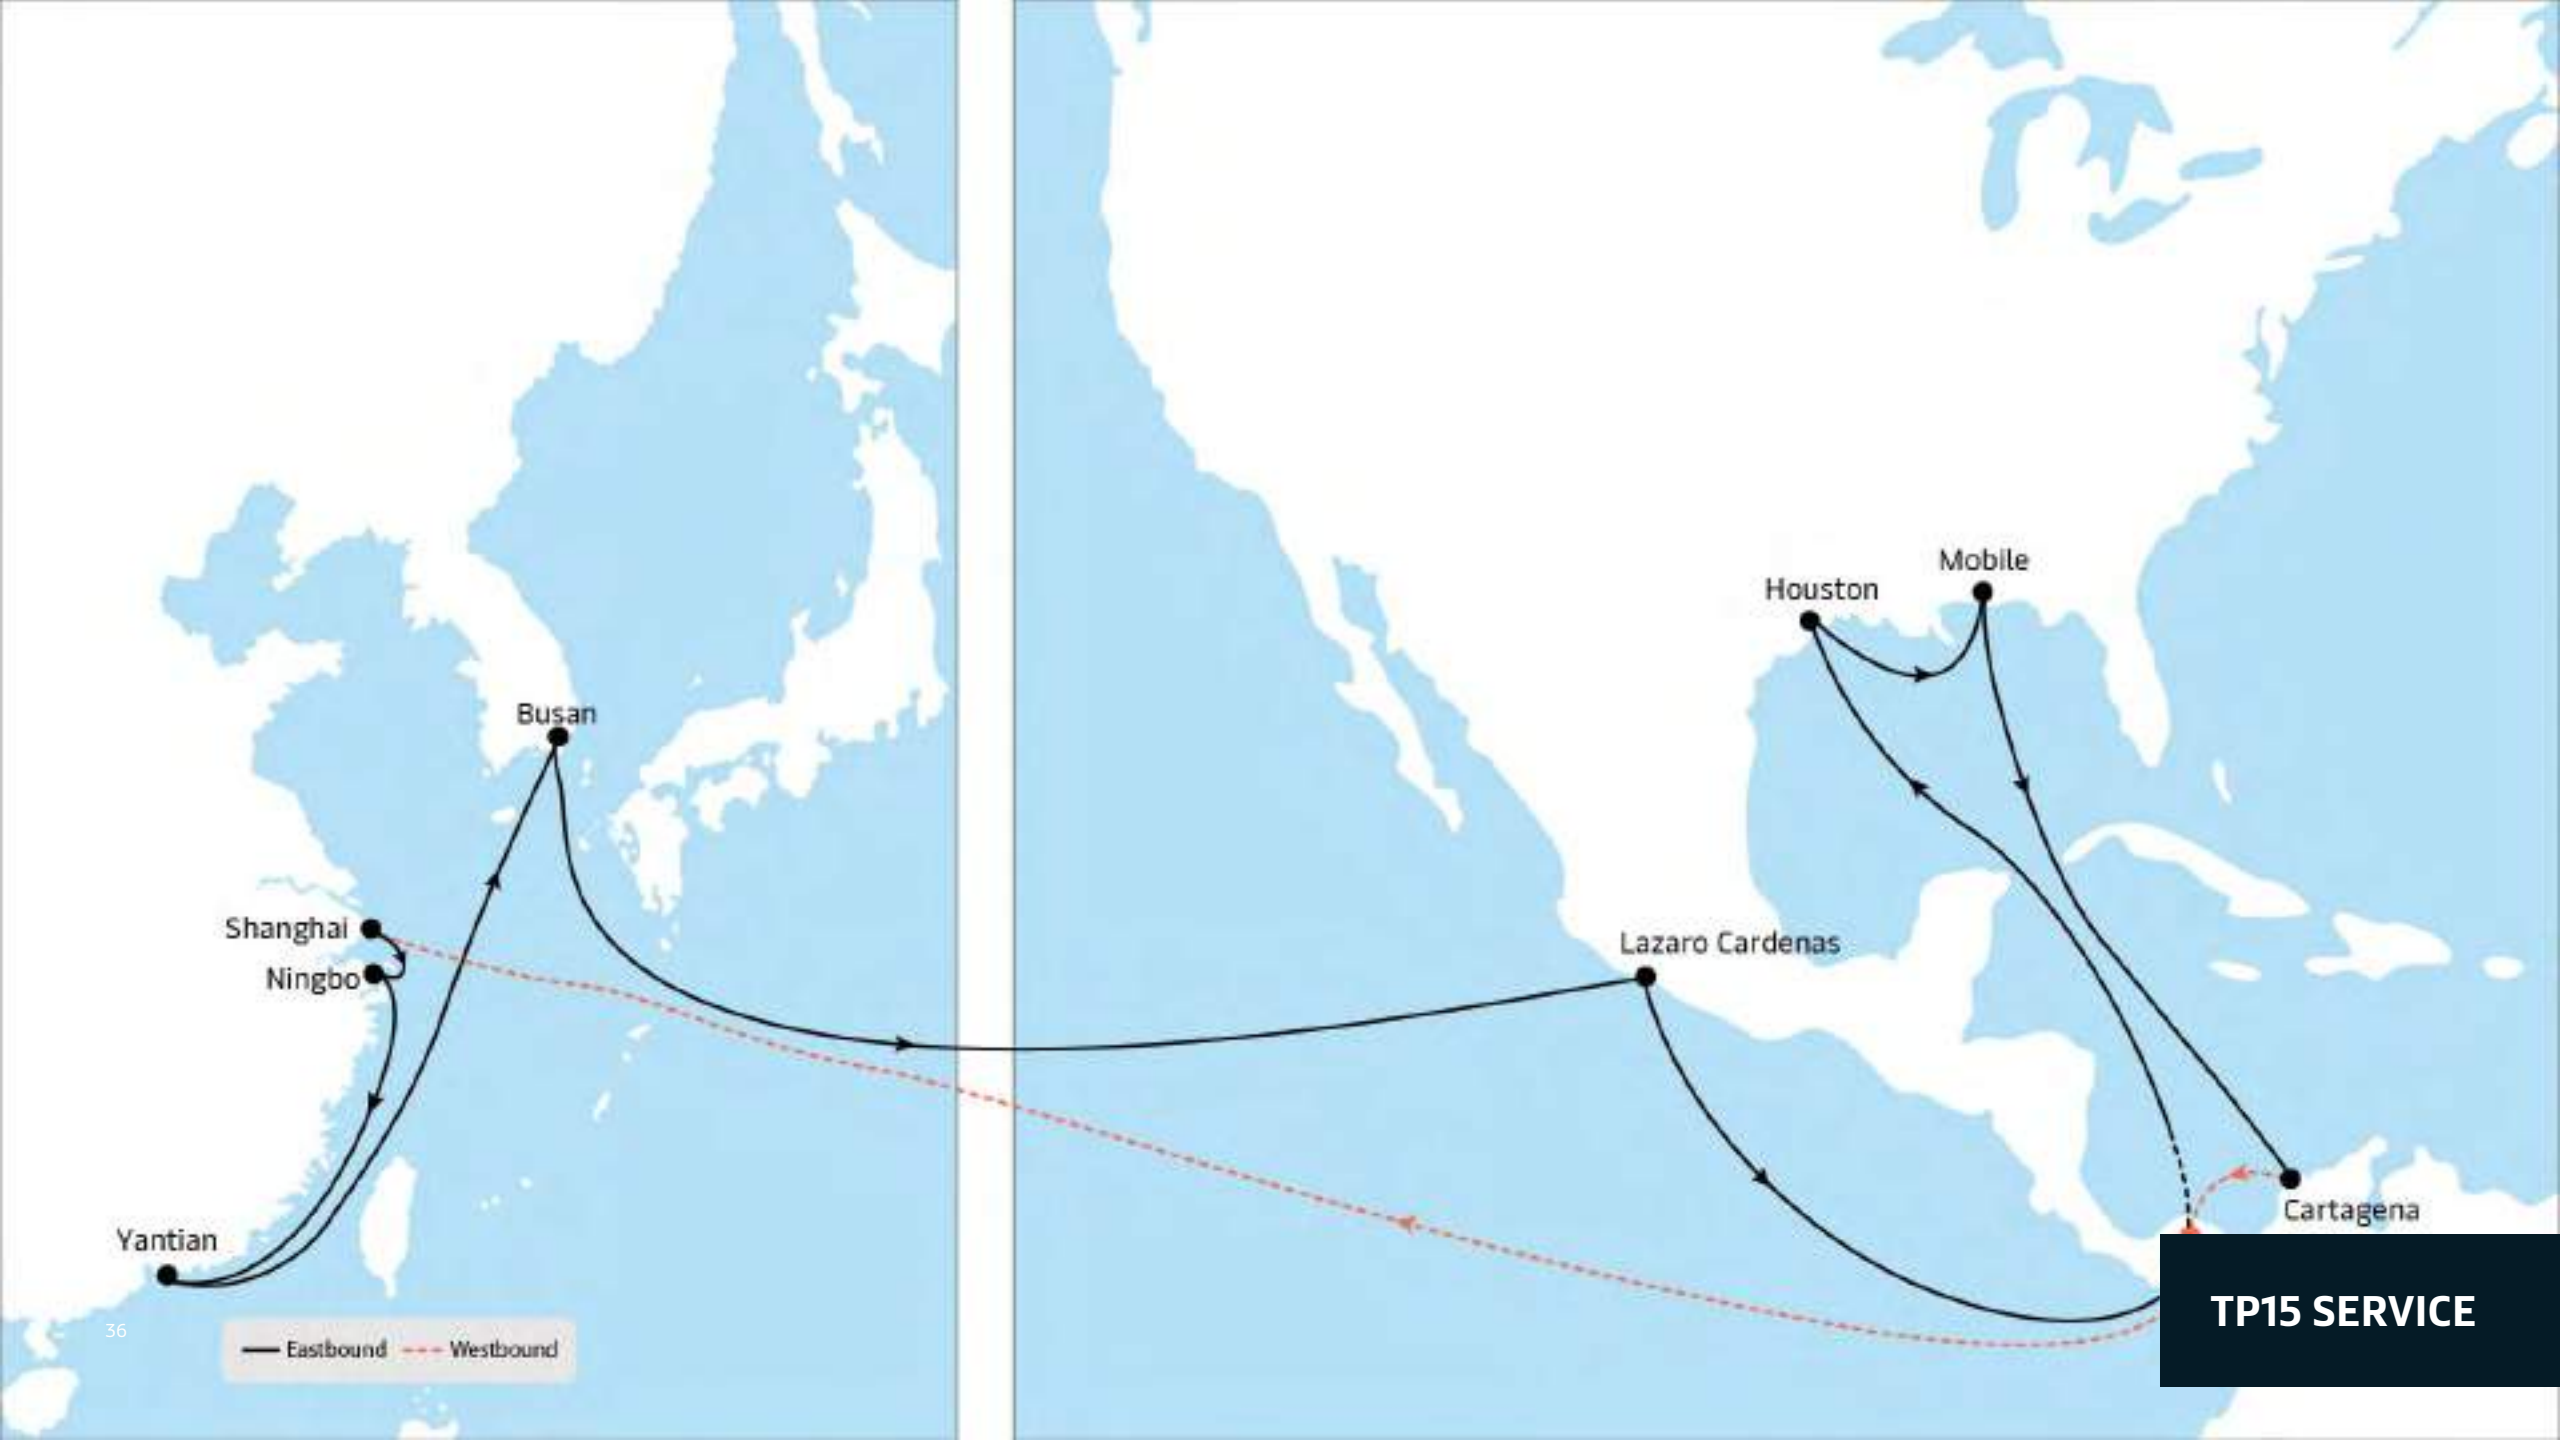 Mobile
Houston
Busan
Shanghai
Ningbo
Lazaro Cardenas
Cartagena
Yantian
36
Eastbound
Westbound
TP15 SERVICE